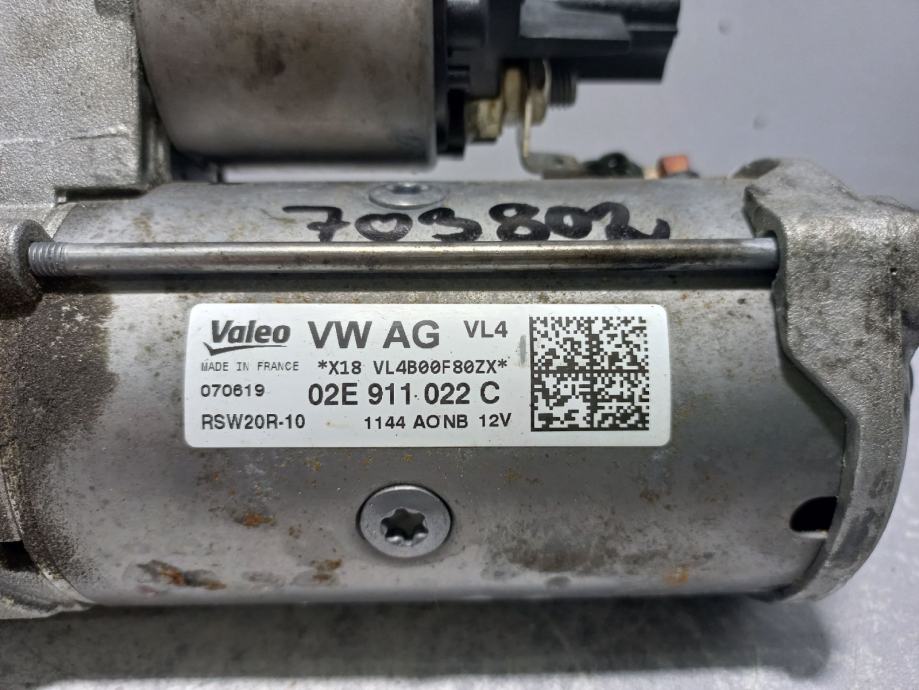 703802
Valeo VW AG VL4
MADE IN FRANCE *X18 VL4B00F80ZX*
070619 02E 911 022 C
RSW20R-10 1144 AONB 12V